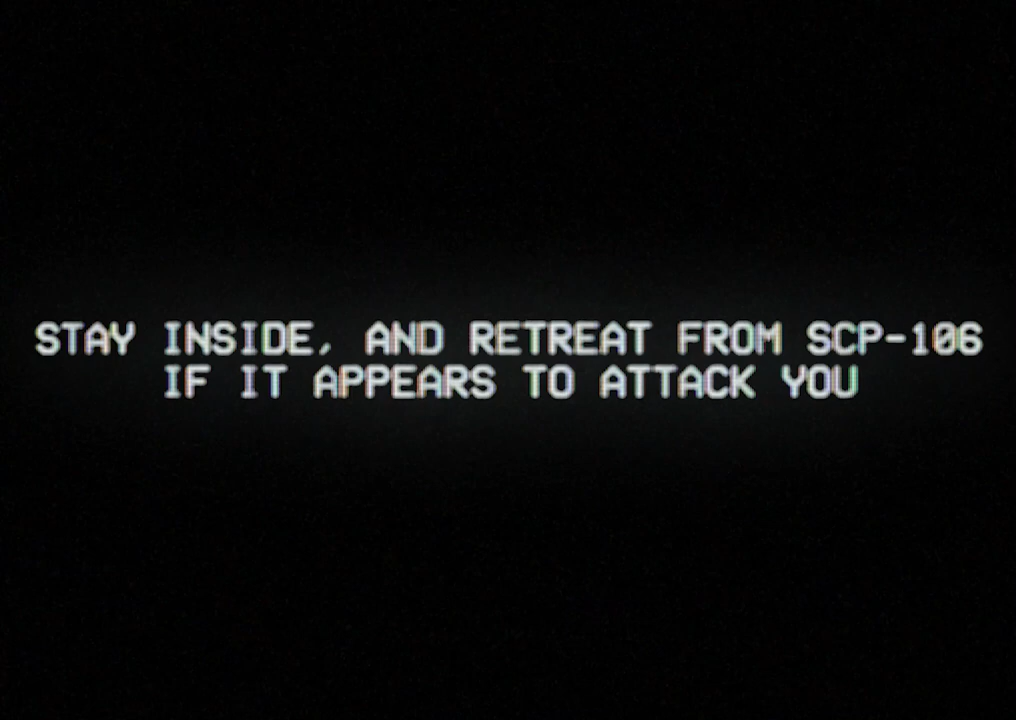 STAY INSIDE, AND RETREAT FROM SCP-106
IF IT APPEARS TO ATTACK YOU